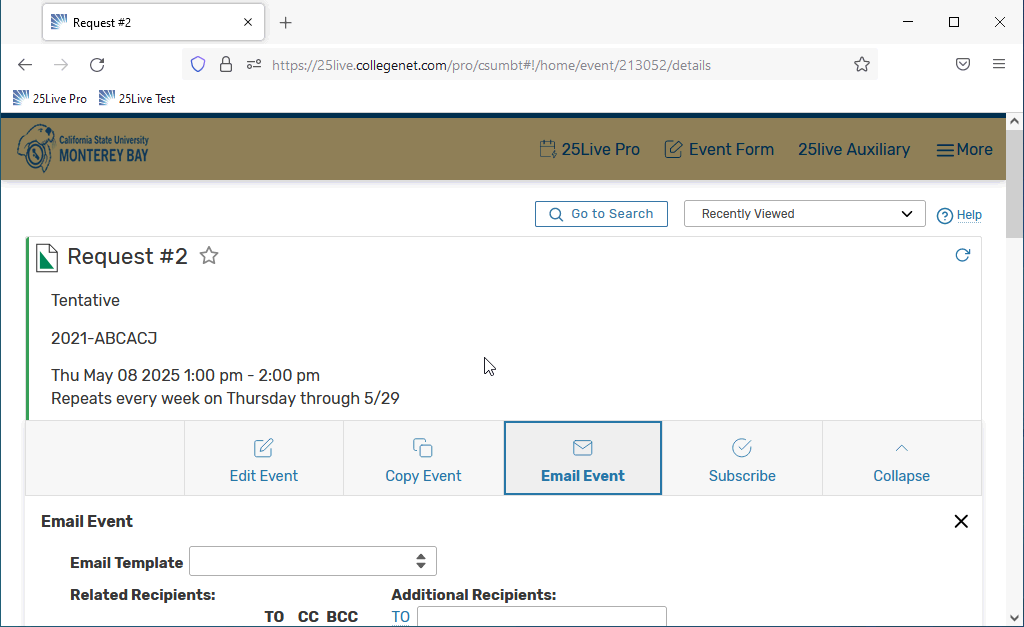 Request #2
https://25live.collegenet.com/pro/csumbt#!/home/event/213052/details
25Live Pro 25Live Test
California State University
MONTEREY BAY
25Live Pro Event Form 25live Auxiliary More
Go to Search Recently Viewed Help
Request #2
Tentative
2021-ABCACJ
Thu May 08 2025 1:00 pm - 2:00 pm
Repeats every week on Thursday through 5/29
Edit Event Copy Event Email Event Subscribe Collapse
Email Event
Email Template
Related Recipients: Additional Recipients:
TO CC BCC TO